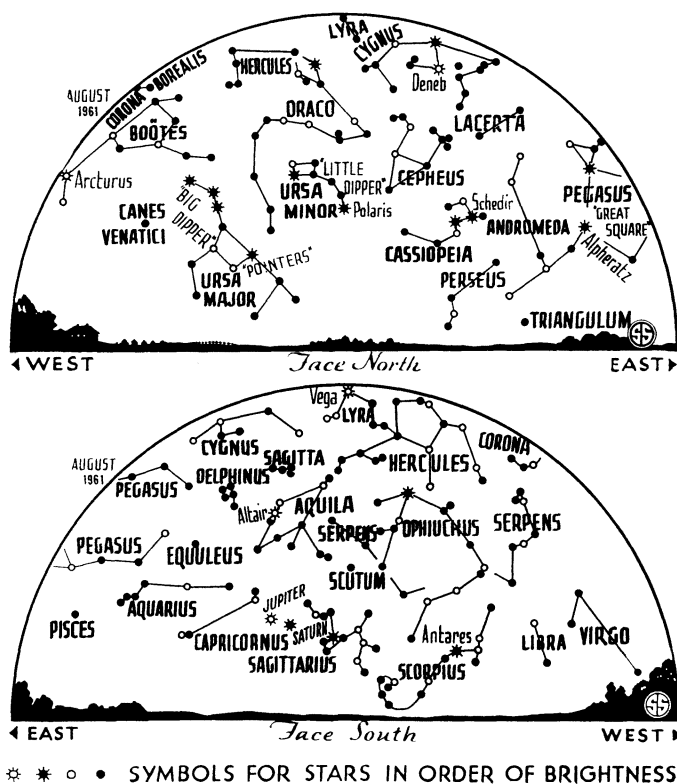 LYRA
CYGNUS
HERCULES
Deneb
AUGUST
1961
CORONA BOREALIS
DRACO
LACERTA
BOÖTES
Arcturus
"LITTLE
DIPPER"
CEPHEUS
URSA
MINOR
Polaris
PEGASUS
"GREAT
SQUARE"
"BIG
DIPPER"
CANES
VENATICI
Schedir
ANDROMEDA
CASSIOPEIA
Alpheratz
URSA
MAJOR
"POINTERS"
PERSEUS
TRIANGULUM
SS
WEST
Face North
EAST
Vega
LYRA
CYGNUS
CORONA
AUGUST
1961
SAGITTA
HERCULES
PEGASUS
DELPHINUS
Altair
AQUILA
SERPENS
OPHIUCHUS
SERPENS
PEGASUS
EQUULEUS
SCUTUM
AQUARIUS
JUPITER
PISCES
CAPRICORNUS
SATURN
SAGITTARIUS
Antares
SCORPIUS
LIBRA
VIRGO
SS
EAST
Face South
WEST
SYMBOLS FOR STARS IN ORDER OF BRIGHTNESS